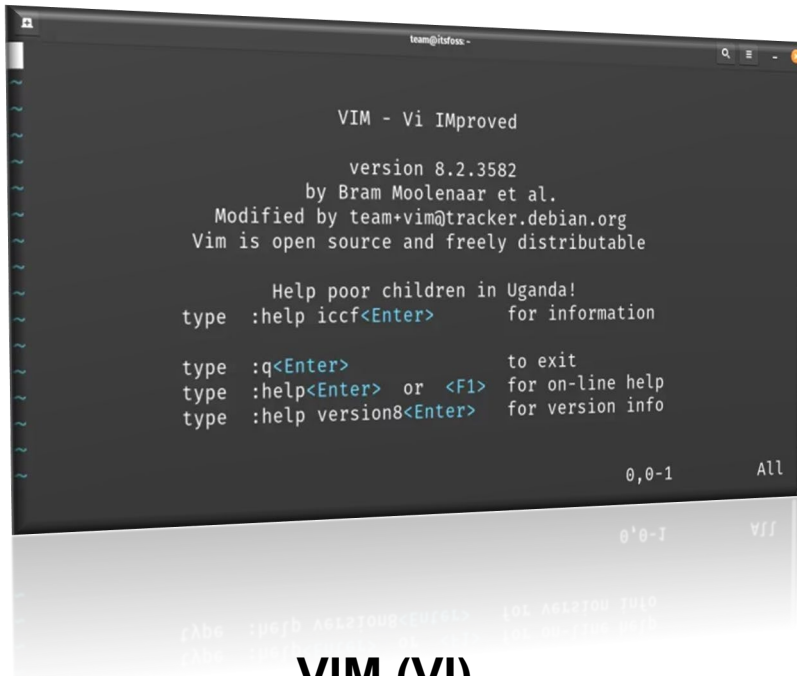 team@itsfoss: ~
VIM - Vi IMproved
version 8.2.3582
by Bram Moolenaar et al.
Modified by team+vim@tracker.debian.org
Vim is open source and freely distributable
Help poor children in Uganda!
type :help iccf<Enter> for information
type :q<Enter> to exit
type :help<Enter> or <F1> for on-line help
type :help version8<Enter> for version info
0,0-1 All
VIM (VI)